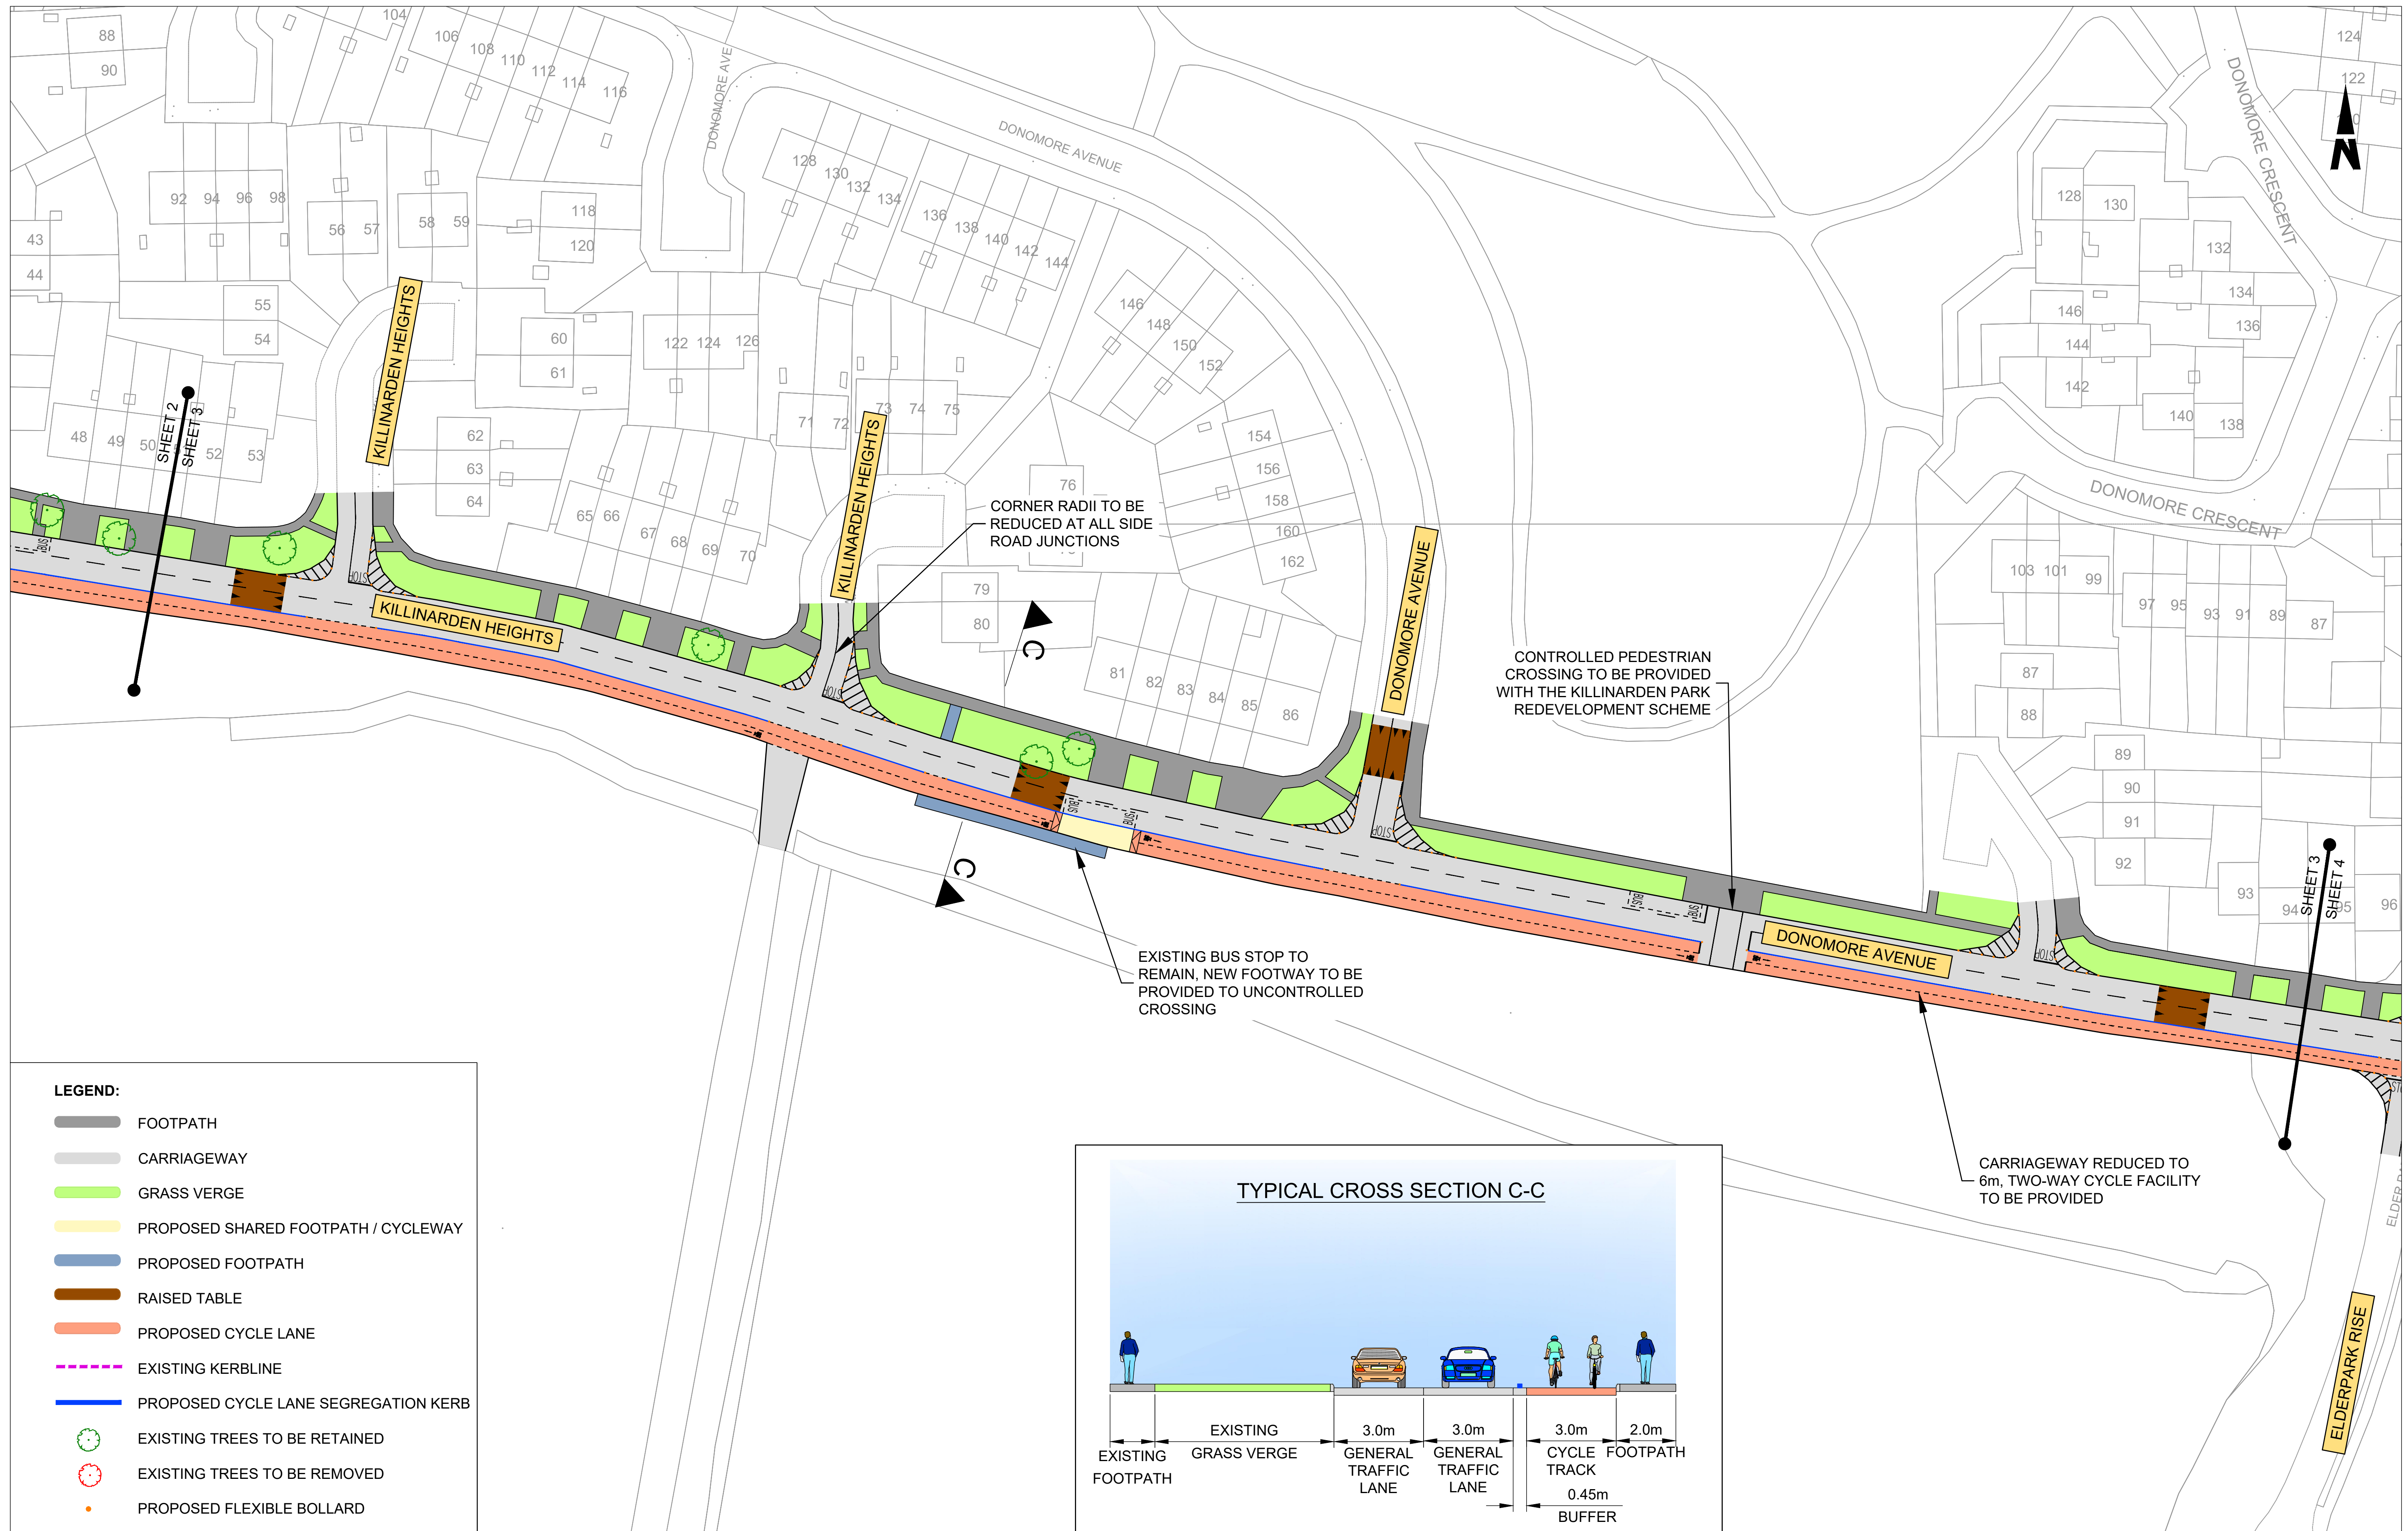 88
90
104
106
108
110
112
114
116
DONOMORE AVE
DONOMORE AVENUE
128
130
132
134
136
138
140
142
144
146
148
150
152
154
156
158
160
162
DONOMORE CRESCENT
124
122
N
128
130
132
134
136
146
144
142
140
138
DONOMORE CRESCENT
92
94
96
98
56
57
58
59
118
120
43
44
55
54
60
61
122
124
126
71
72
73
74
75
76
48
49
50
52
53
62
63
64
65
66
67
68
69
70
79
80
81
82
83
84
85
86
103
101
99
97
95
93
91
89
87
87
88
89
90
91
92
93
94
95
96
SHEET 2
SHEET 3
KILLINARDEN HEIGHTS
KILLINARDEN HEIGHTS
KILLINARDEN HEIGHTS
DONOMORE AVENUE
DONOMORE AVENUE
ELDERPARK RISE
SHEET 3
SHEET 4
CORNER RADII TO BE
REDUCED AT ALL SIDE
ROAD JUNCTIONS
CONTROLLED PEDESTRIAN
CROSSING TO BE PROVIDED
WITH THE KILLINARDEN PARK
REDEVELOPMENT SCHEME
C
C
BUS
STOP
STOP
BUS
BUS
STOP
BUS
BUS
STOP
EXISTING BUS STOP TO
REMAIN, NEW FOOTWAY TO BE
PROVIDED TO UNCONTROLLED
CROSSING
CARRIAGEWAY REDUCED TO
6m, TWO-WAY CYCLE FACILITY
TO BE PROVIDED
LEGEND:
FOOTPATH
CARRIAGEWAY
GRASS VERGE
PROPOSED SHARED FOOTPATH / CYCLEWAY
PROPOSED FOOTPATH
RAISED TABLE
PROPOSED CYCLE LANE
EXISTING KERBLINE
PROPOSED CYCLE LANE SEGREGATION KERB
EXISTING TREES TO BE RETAINED
EXISTING TREES TO BE REMOVED
PROPOSED FLEXIBLE BOLLARD
TYPICAL CROSS SECTION C-C
EXISTING
FOOTPATH
EXISTING
GRASS VERGE
3.0m
GENERAL
TRAFFIC
LANE
3.0m
GENERAL
TRAFFIC
LANE
3.0m
CYCLE
TRACK
2.0m
FOOTPATH
0.45m
BUFFER